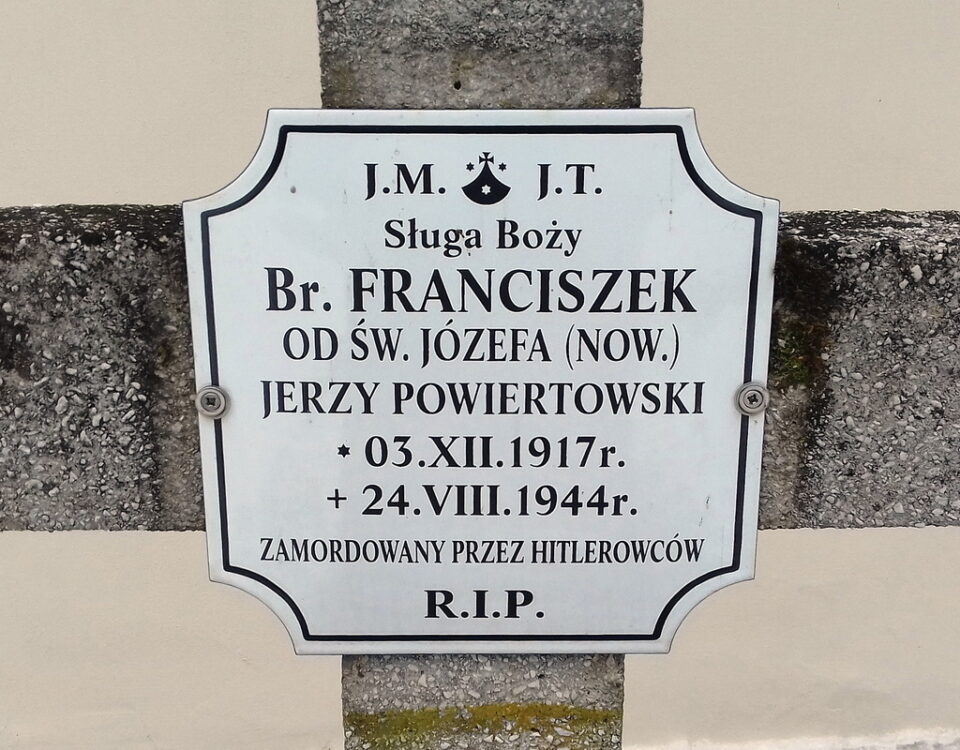 J.M. J.T.
Sługa Boży
Br. FRANCISZEK
OD ŚW. JÓZEFA (NOW.)
JERZY POWIERTOWSKI
* 03.XII.1917r.
+ 24.VIII.1944r.
ZAMORDOWANY PRZEZ HITLEROWCÓW
R.I.P.